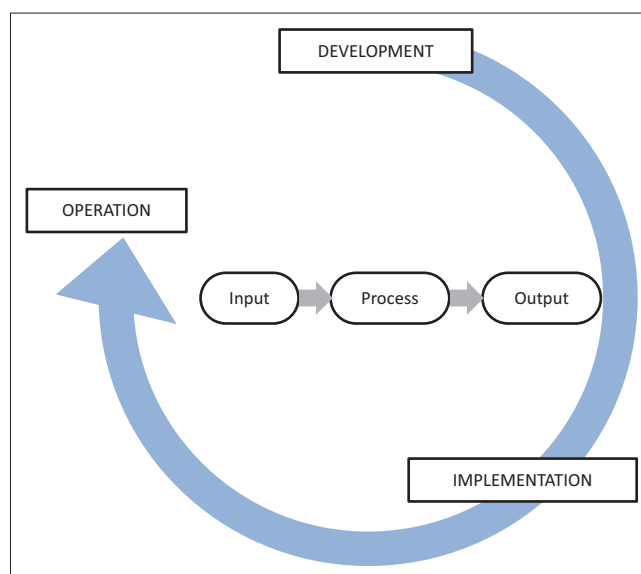 DEVELOPMENT
OPERATION
Input
Process
Output
IMPLEMENTATION